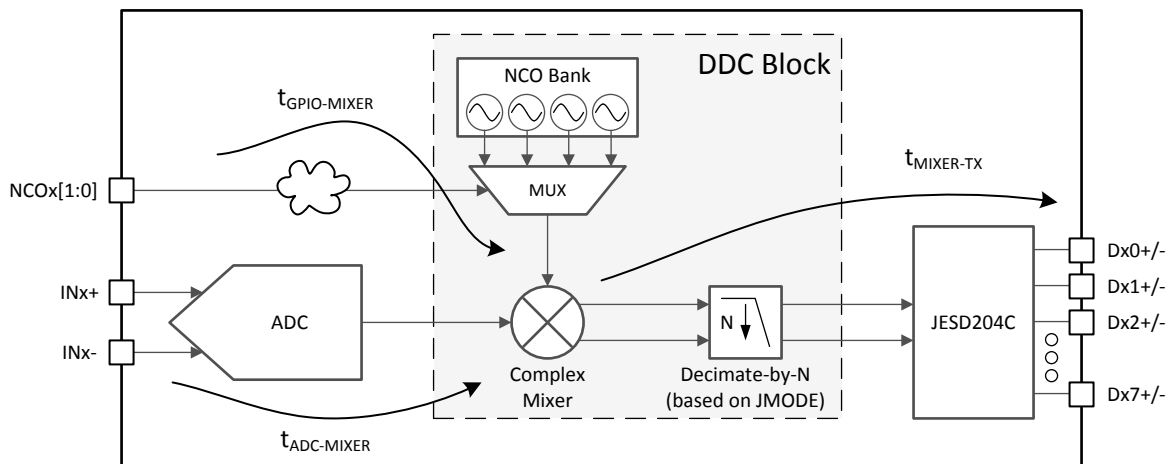 NCO Bank
DDC Block
tGPIO-MIXER
tMIXER-TX
NCOx[1:0]
MUX
Dx0+/-
INx+
Dx1+/-
ADC
N
JESD204C
Dx2+/-
INx-
Complex
Mixer
Decimate-by-N
(based on JMODE)
Dx7+/-
tADC-MIXER